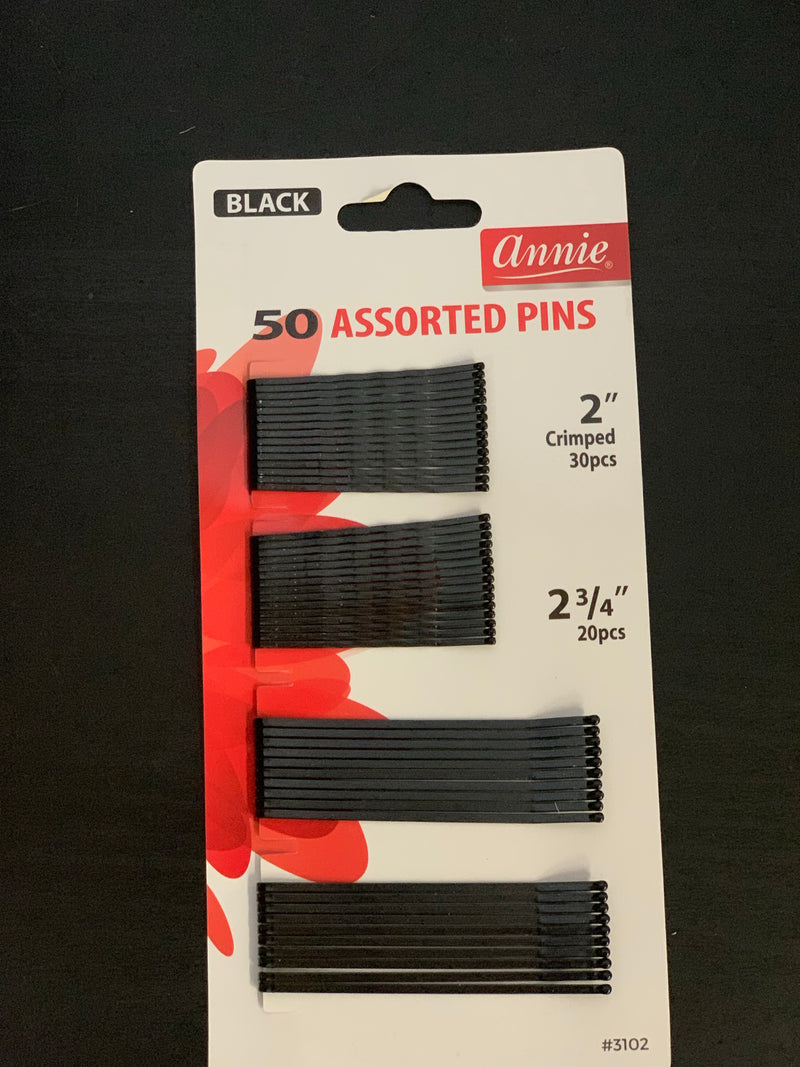 BLACK
annie®
50 ASSORTED PINS
2"
Crimped
30pcs
2 3/4"
20pcs
#3102